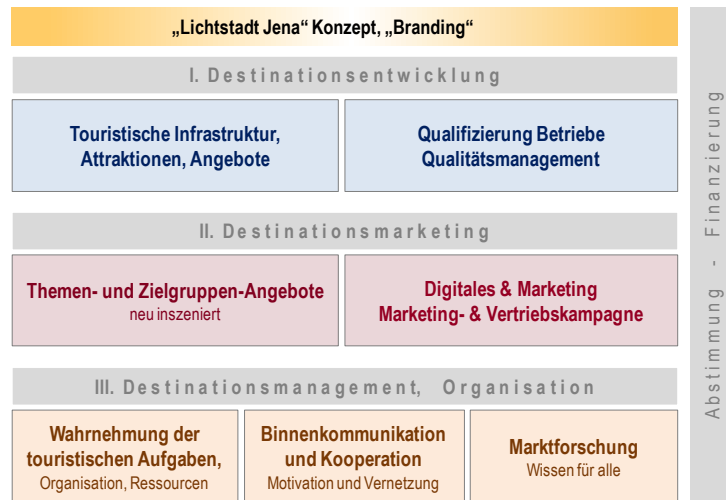 „Lichtstadt Jena“ Konzept, „Branding“
I. Destinationsentwicklung
Touristische Infrastruktur,
Attraktionen, Angebote
Qualifizierung Betriebe
Qualitätsmanagement
II. Destinationsmarketing
Themen- und Zielgruppen-Angebote
neu inszeniert
Digitales & Marketing
Marketing- & Vertriebskampagne
III. Destinationsmanagement, Organisation
Wahrnehmung der
touristischen Aufgaben,
Organisation, Ressourcen
Binnenkommunikation
und Kooperation
Motivation und Vernetzung
Marktforschung
Wissen für alle
Abstimmung - Finanzierung